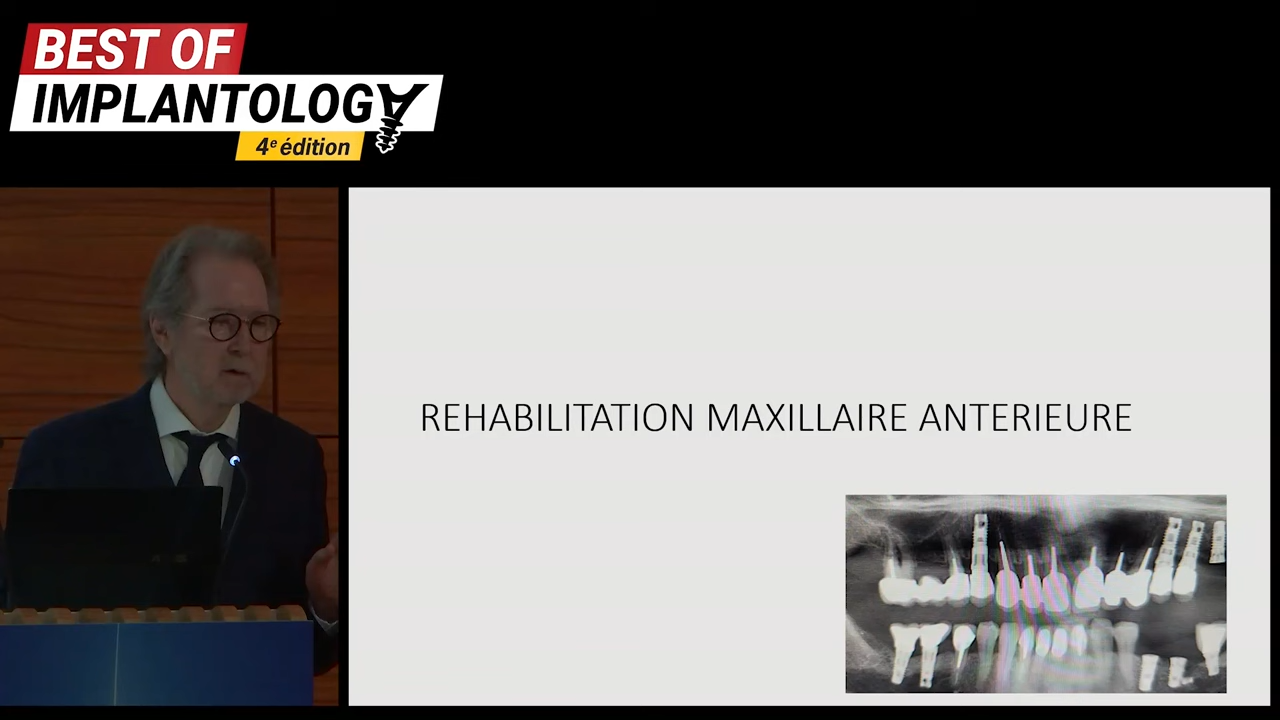 BEST OF
IMPLANTOLOGY
4e édition
REHABILITATION MAXILLAIRE ANTERIEURE